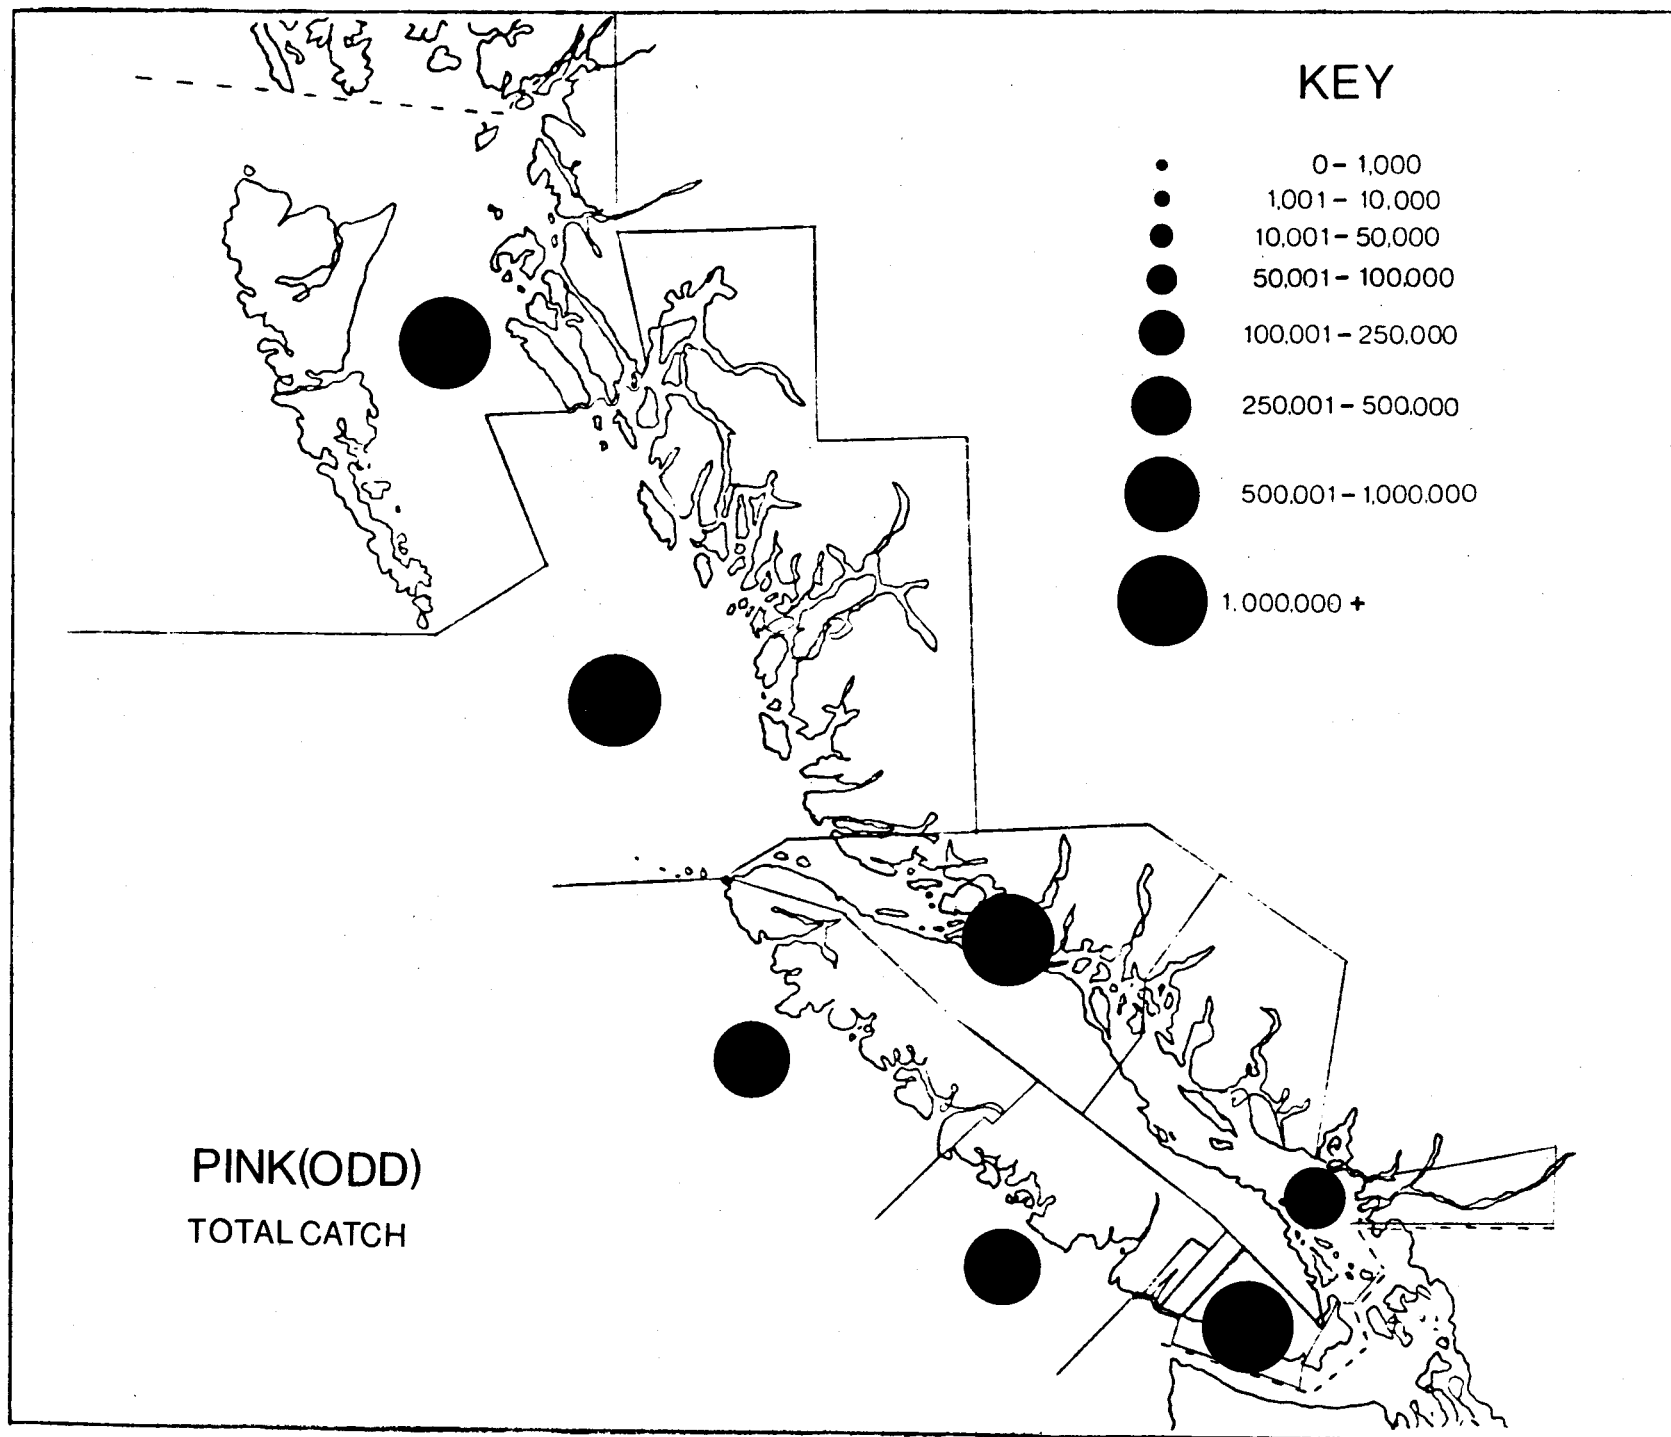 KEY
0 – 1,000
1,001 – 10,000
10,001 – 50,000
50,001 – 100,000
100,001 – 250,000
250,001 – 500,000
500,001 – 1,000,000
1,000,000 +
PINK(ODD)
TOTAL CATCH